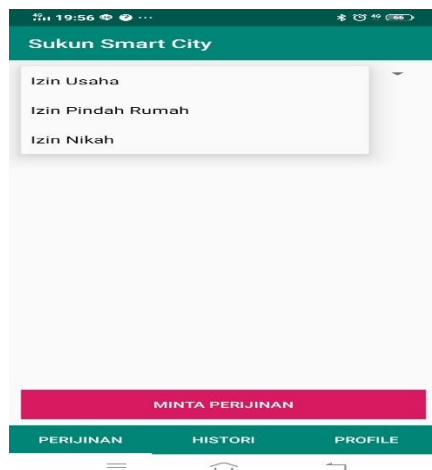 19:56
Sukun Smart City
Izin Usaha
Izin Pindah Rumah
Izin Nikah
MINTA PERIJINAN
PERIJINAN HISTORI PROFILE